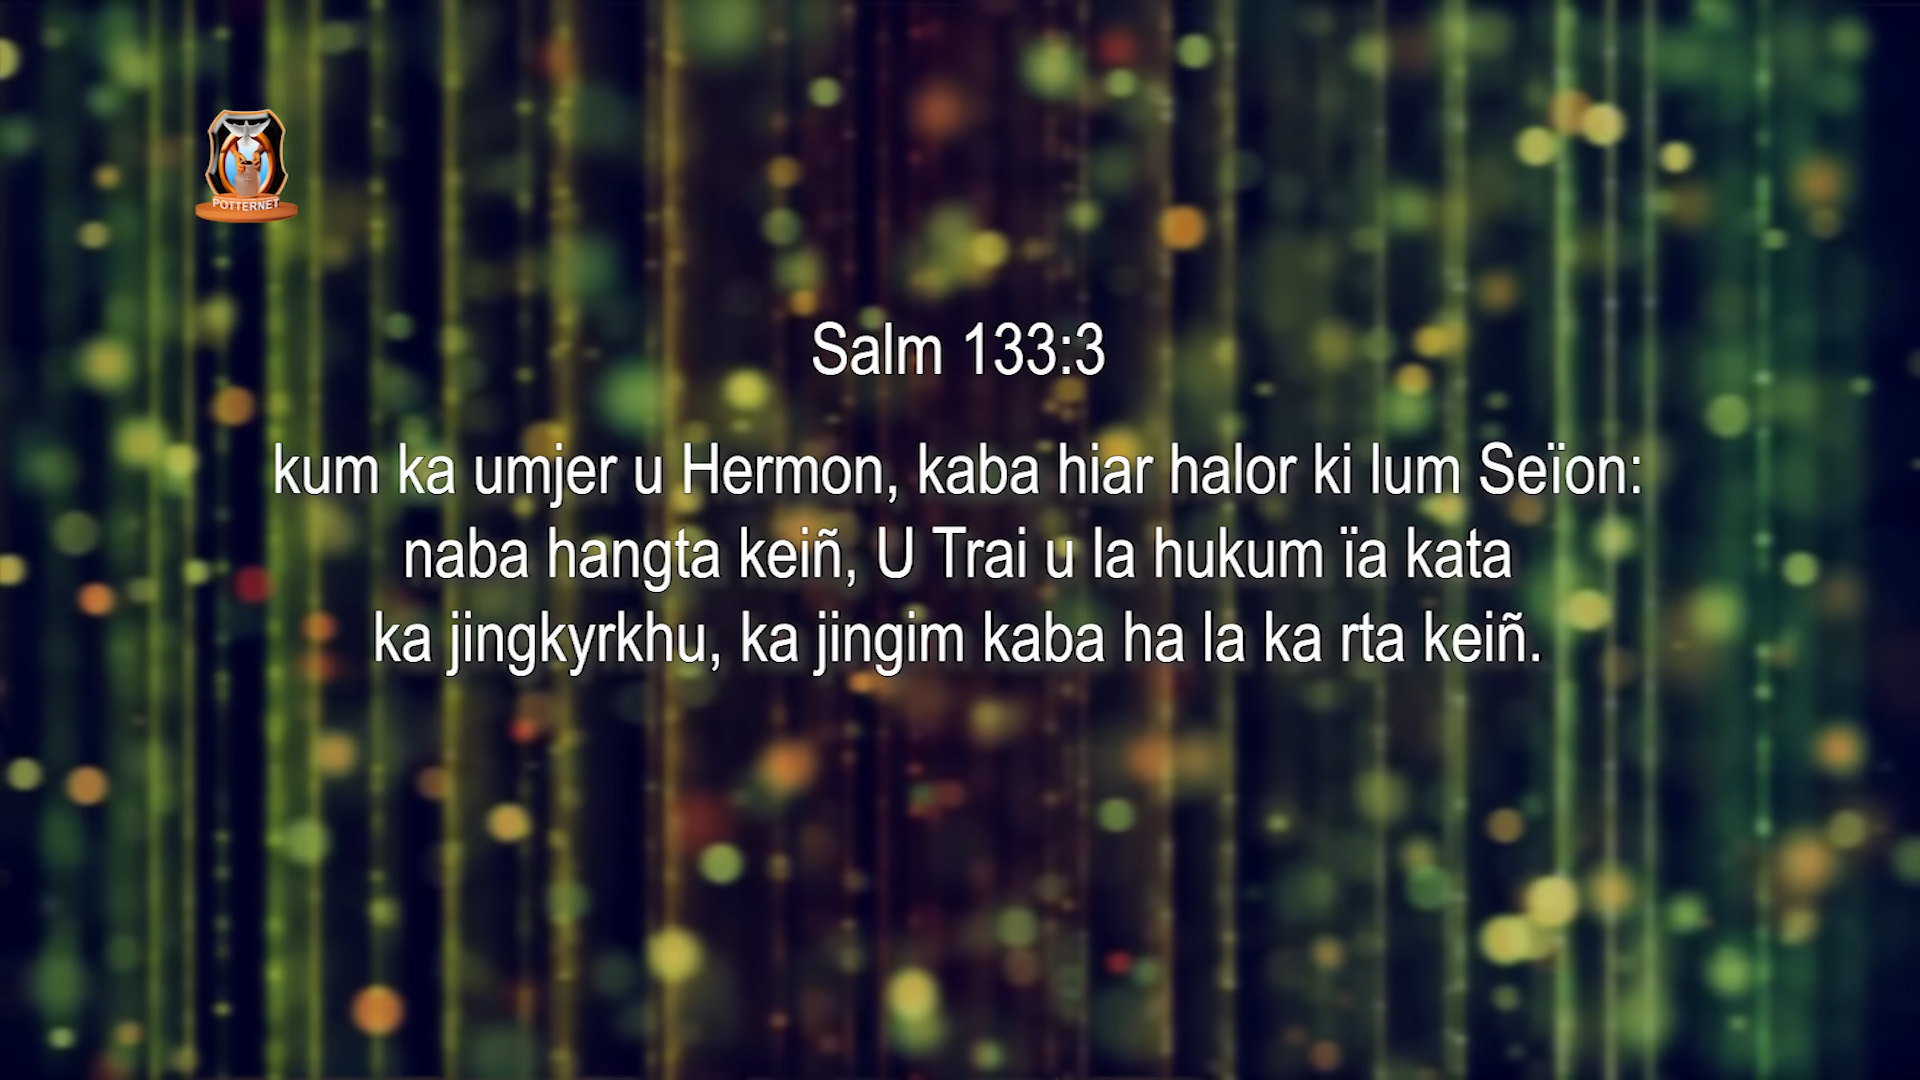 POTTERNET
Salm 133:3
kum ka umjer u Hermon, kaba hiar halor ki lum Seïon:
naba hangta keiñ, U Trai u la hukum ïa kata
ka jingkyrkhu, ka jingim kaba ha la ka rta keiñ.